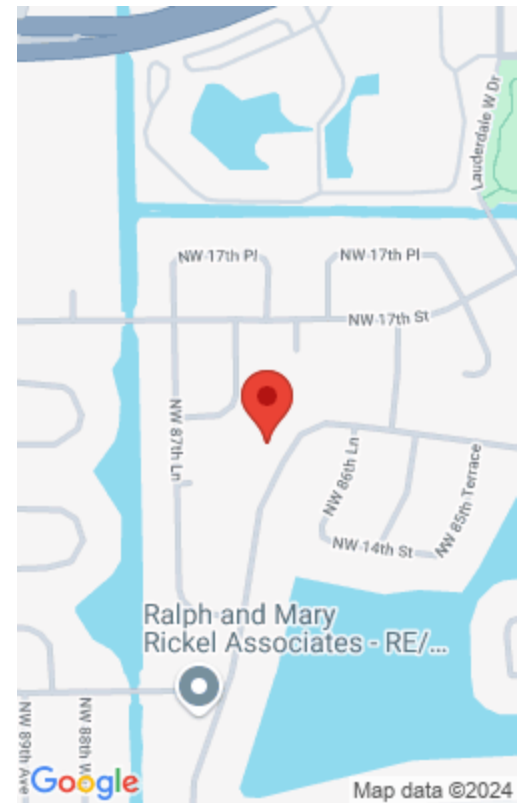 Lauderdale W Dr
NW 17th Pl
NW 17th Pl
NW 17th St
NW 87th Ln
NW 86th Ln
NW 85th Terrace
NW 14th St
Ralph and Mary
Rickel Associates - RE/...
NW 89th Ave
NW 88th W
Google
Map data ©2024